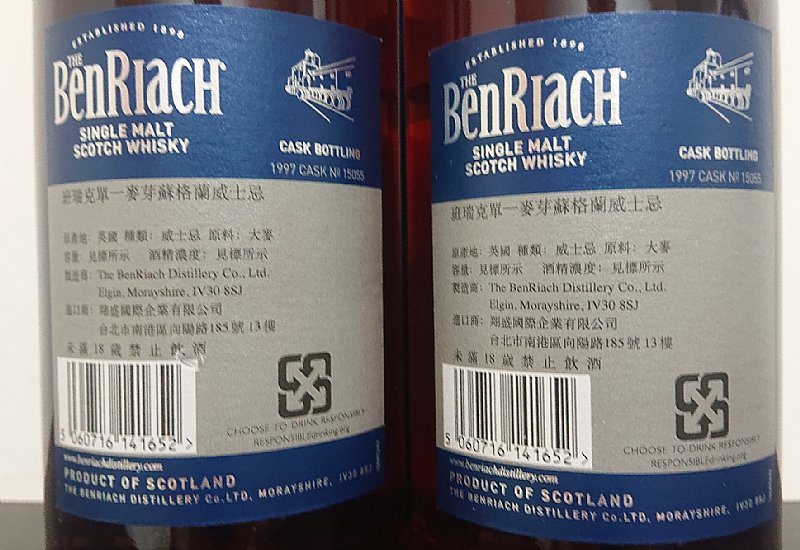 ESTABLISHED 1898
THE
BENRIACH
SINGLE MALT
SCOTCH WHISKY
CASK BOTTLING
1997 CASK Nº 15055
班瑞克單一麥芽蘇格蘭威士忌
原產地: 英國 種類: 威士忌 原料: 大麥
容量: 見標所示 酒精濃度: 見標所示
製造商: The BenRiach Distillery Co., Ltd.
Elgin, Morayshire, IV30 8SJ
進口商: 翔盛國際企業有限公司
台北市南港區向陽路185號13樓
未滿18歲禁止飲酒
5 060716 141652 >
CHOOSE TO DRINK RESPONSIBLY
RESPONSIBLEdrinking.org
www.benriachdistillery.com
PRODUCT OF SCOTLAND
THE BENRIACH DISTILLERY Co.LTD, MORAYSHIRE, IV30 8SJ
ESTABLISHED 1898
THE
BENRIACH
SINGLE MALT
SCOTCH WHISKY
CASK BOTTLING
1997 CASK Nº 15055
班瑞克單一麥芽蘇格蘭威士忌
原產地: 英國 種類: 威士忌 原料: 大麥
容量: 見標所示 酒精濃度: 見標所示
製造商: The BenRiach Distillery Co., Ltd.
Elgin, Morayshire, IV30 8SJ
進口商: 翔盛國際企業有限公司
台北市南港區向陽路185號13樓
未滿18歲禁止飲酒
5 060716 141652 >
CHOOSE TO DRINK RESPONSIBLY
RESPONSIBLEdrinking.org
www.benriachdistillery.com
PRODUCT OF SCOTLAND
THE BENRIACH DISTILLERY Co.LTD, MORAYSHIRE, IV30 8SJ